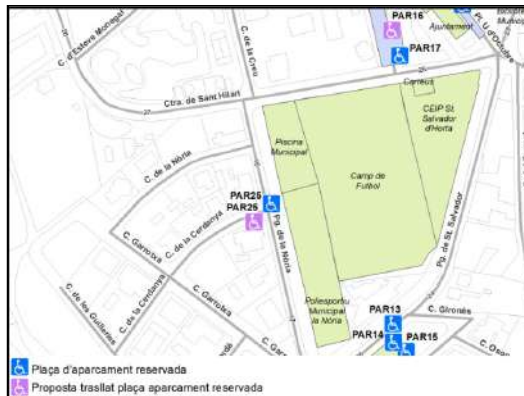 PAR16
Ajuntament
Pl. U d'Octubre
PAR17
C. d'Esteve Monegal
C. de la Creu
Ctra. de Sant Hilari
Correus
CEIP St.
Salvador
d'Horta
Piscina
Municipal
Camp de
Futbol
C. de la Nòria
PAR26
PAR25
C. de la Cerdanya
C. Garrotxa
Pg. de la Nòria
Pg. de St. Salvador
C. de la Cerdanya
C. de les Guilleries
C. Garrotxa
Poliesportiu
Municipal
la Nòria
C. Gironès
PAR13
PAR14
PAR15
Plaça d'aparcament reservada
Proposta trasllat plaça aparcament reservada